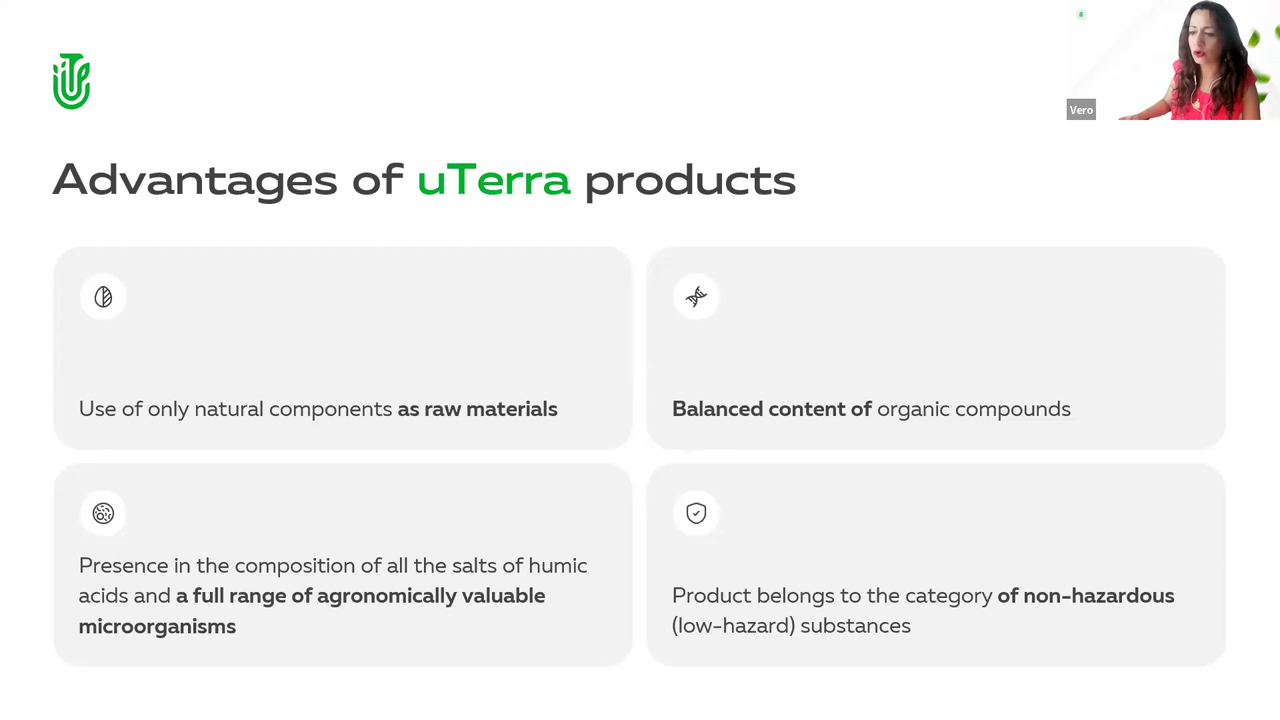 Vero
Advantages of uTerra products
Use of only natural components as raw materials
Balanced content of organic compounds
Presence in the composition of all the salts of humic
acids and a full range of agronomically valuable
microorganisms
Product belongs to the category of non-hazardous
(low-hazard) substances